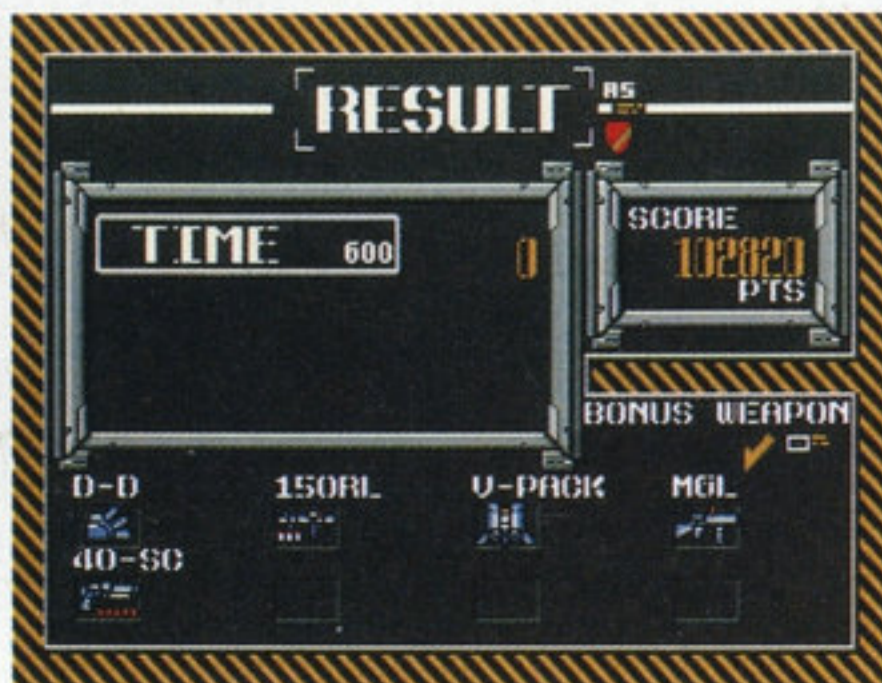 RESULT
AS
TIME 600 0
SCORE
102820
PTS
BONUS WEAPON
D-D 150RL V-PACK MGL
40-SC